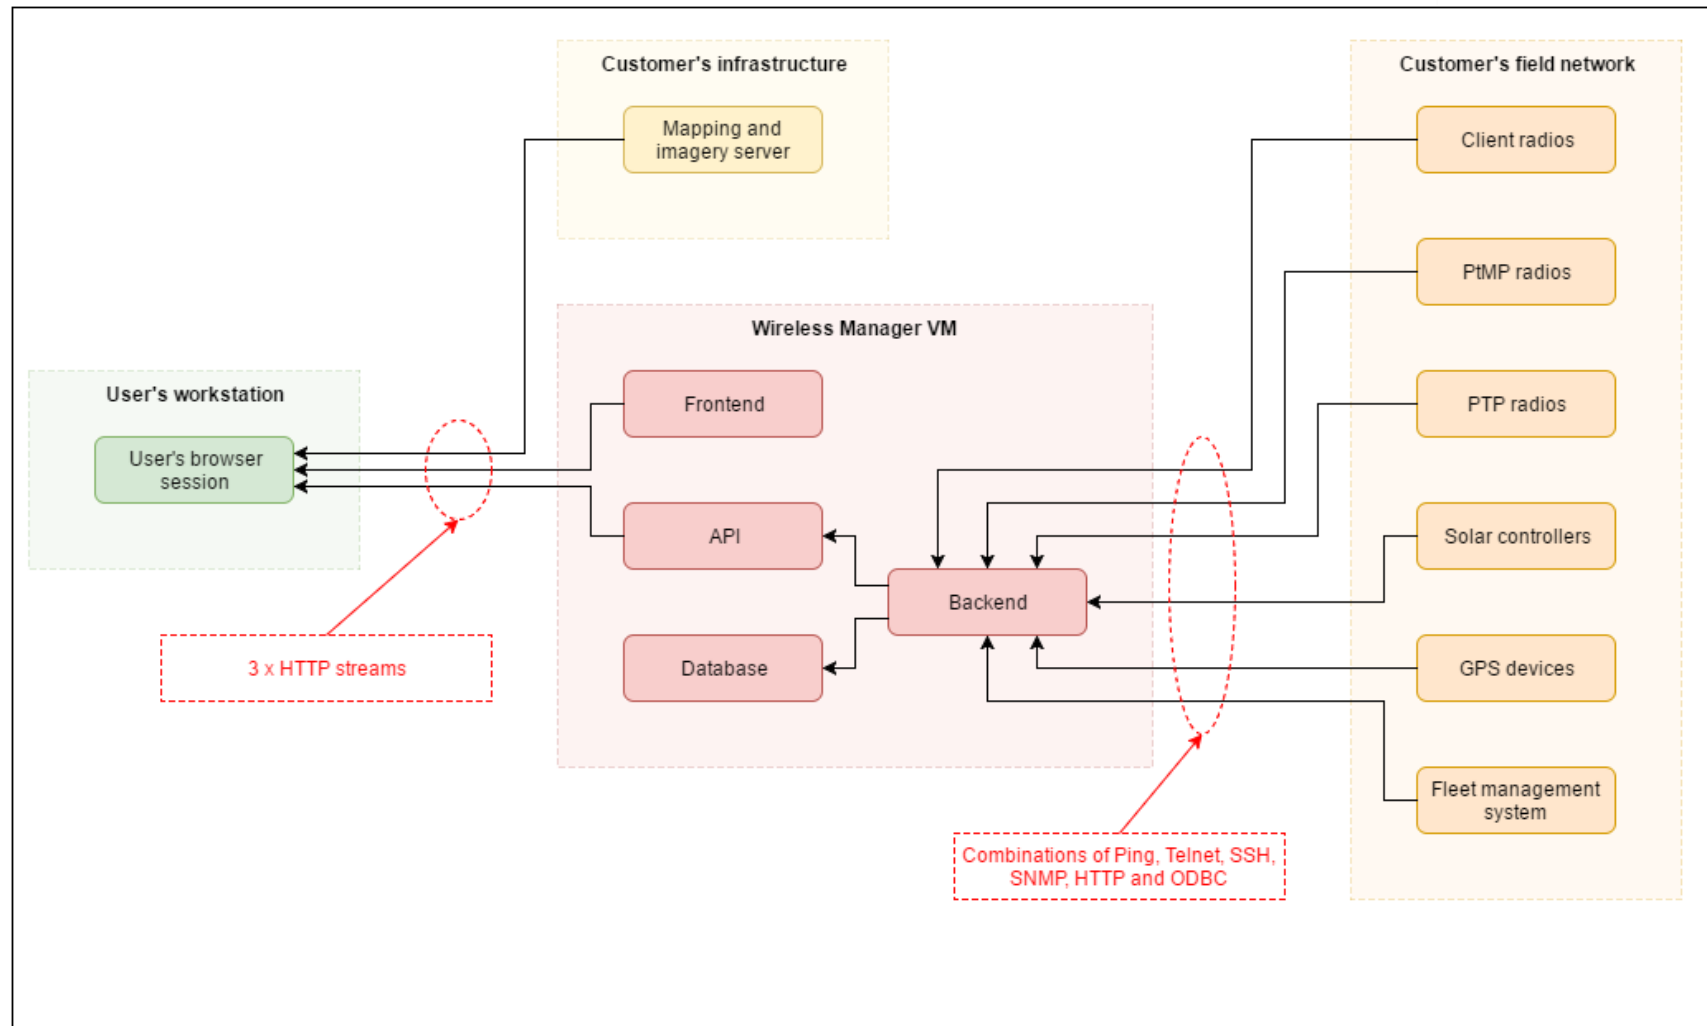 Customer's infrastructure
Mapping and
imagery server
Customer's field network
Client radios
PtMP radios
PTP radios
Solar controllers
GPS devices
Fleet management
system
Wireless Manager VM
Frontend
API
Backend
Database
User's workstation
User's browser
session
3 x HTTP streams
Combinations of Ping, Telnet, SSH,
SNMP, HTTP and ODBC